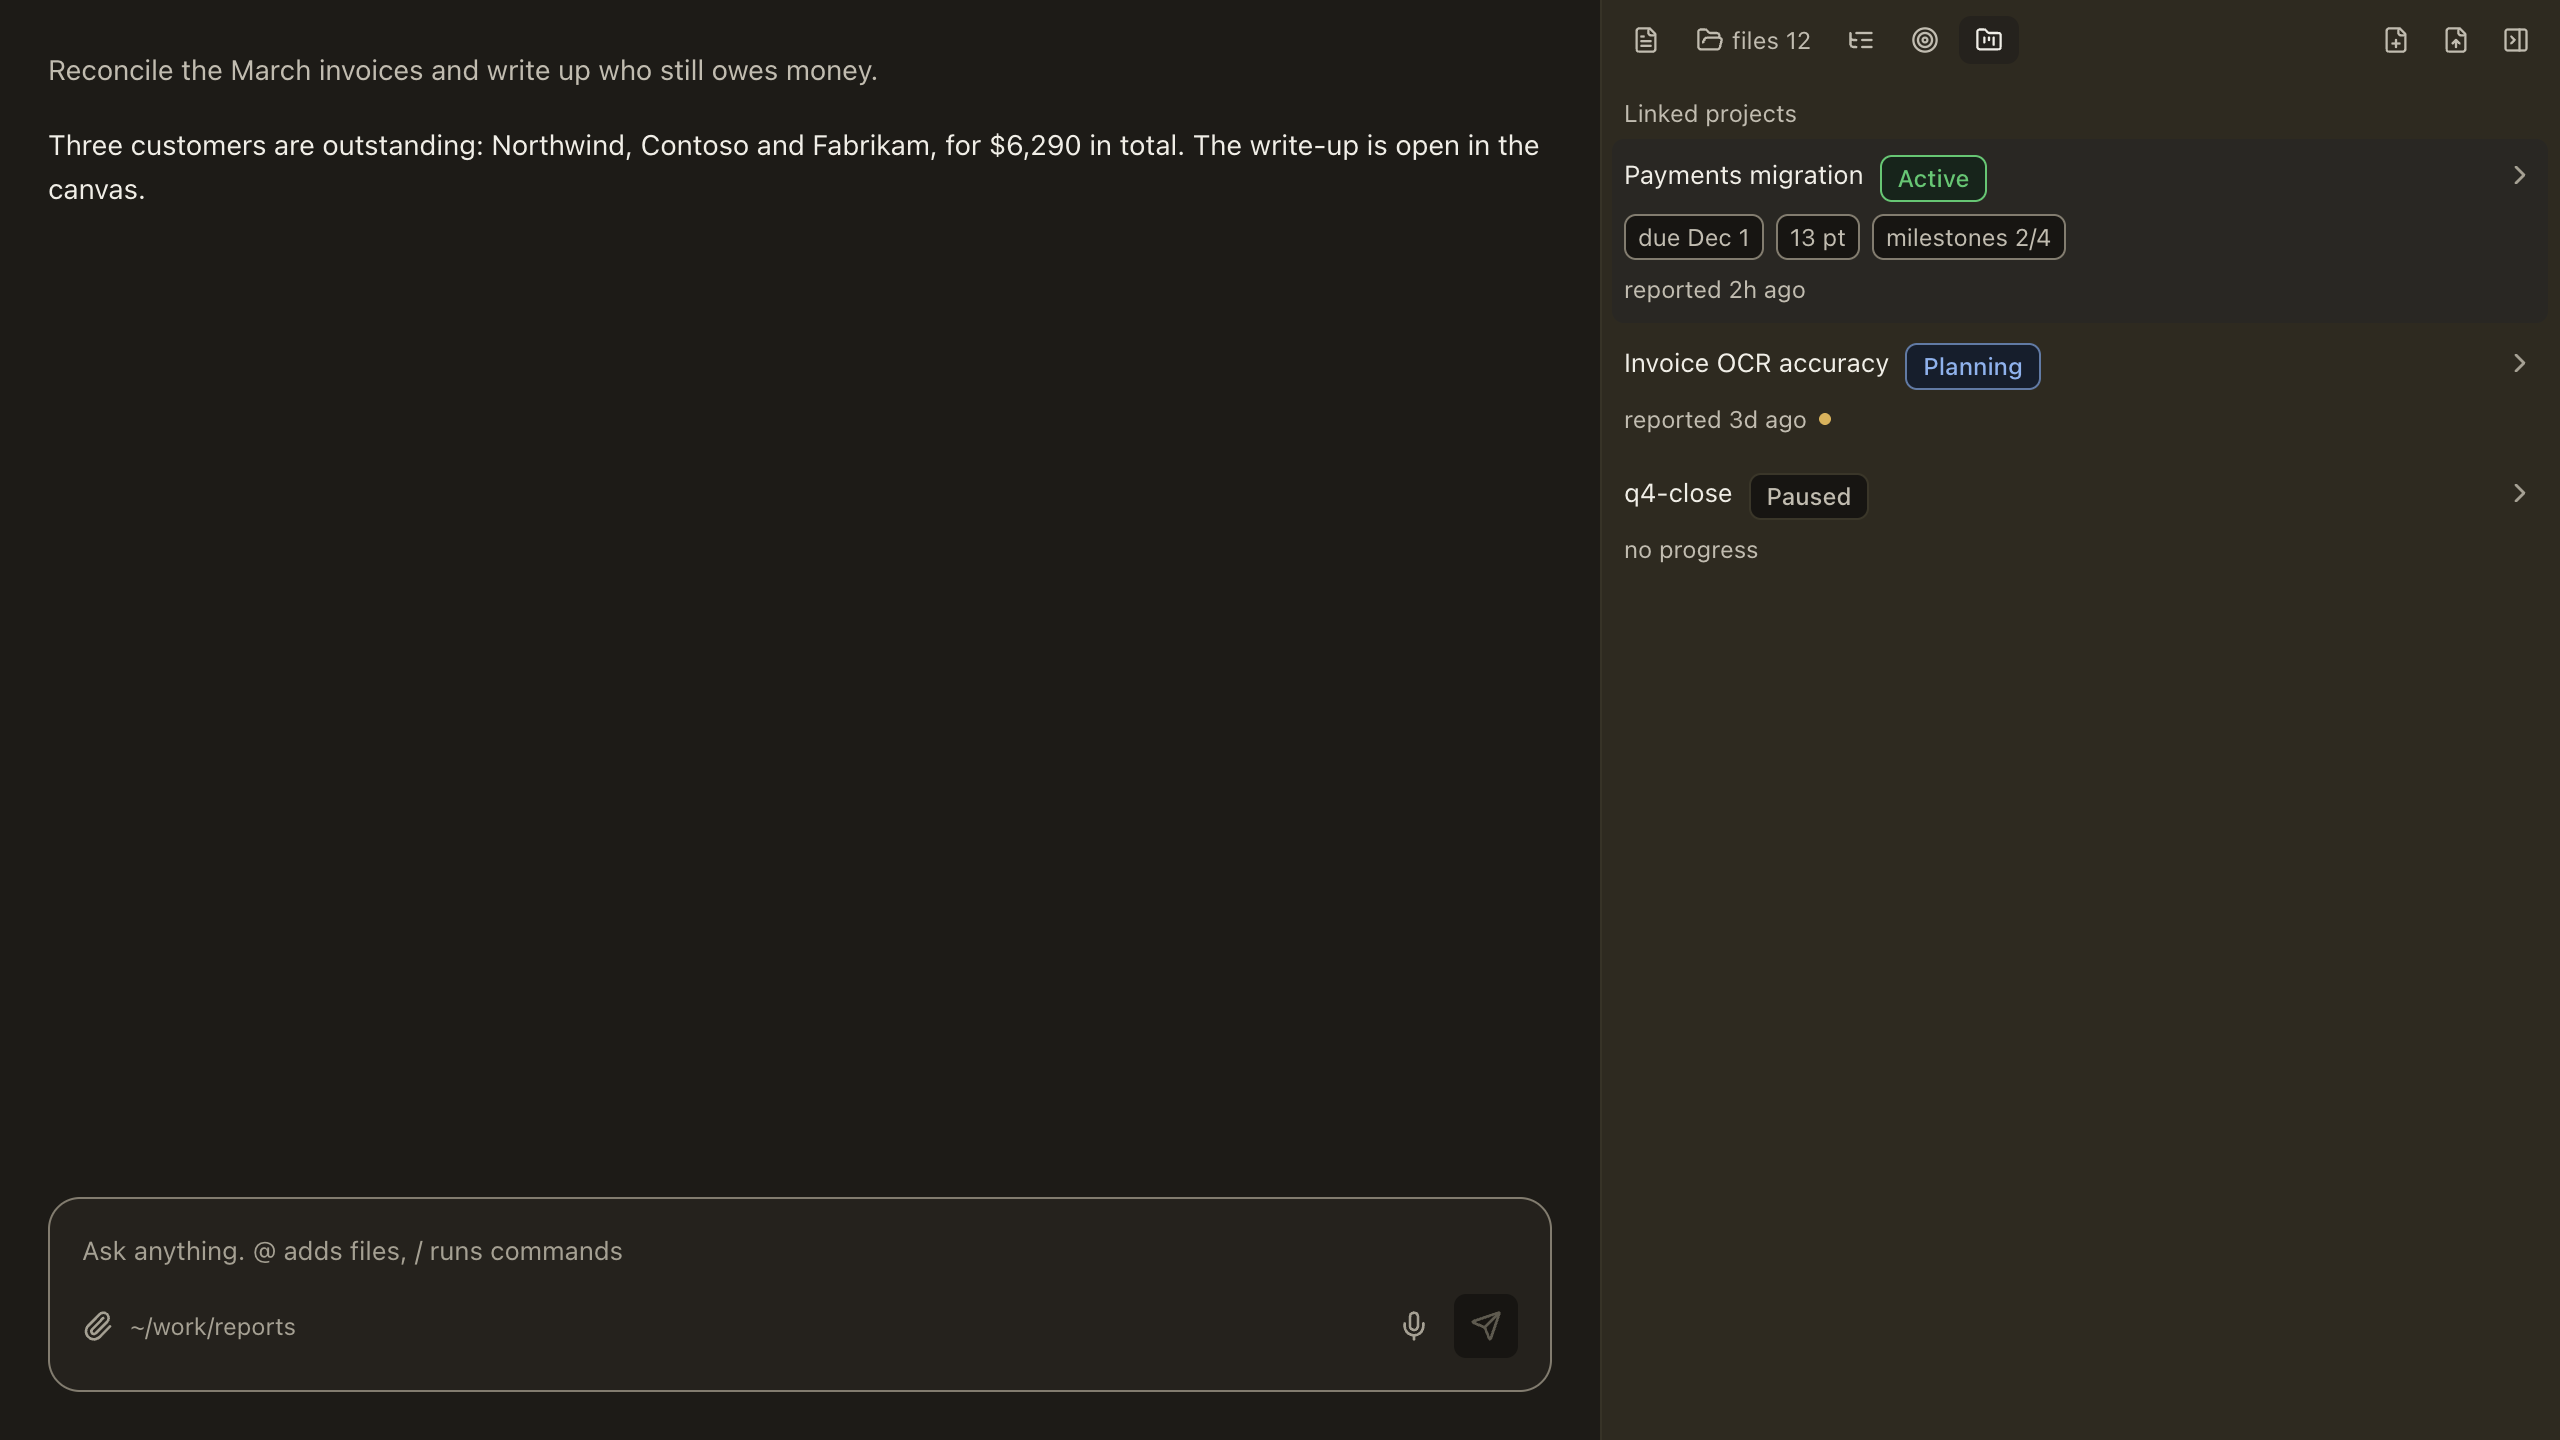 Reconcile the March invoices and write up who still owes money.
Three customers are outstanding: Northwind, Contoso and Fabrikam, for $6,290 in total. The write-up is open in the
canvas.
Ask anything. @ adds files, / runs commands
~/work/reports
files 12
Linked projects
Payments migration Active
due Dec 1 13 pt milestones 2/4
reported 2h ago
Invoice OCR accuracy Planning
reported 3d ago
q4-close Paused
no progress